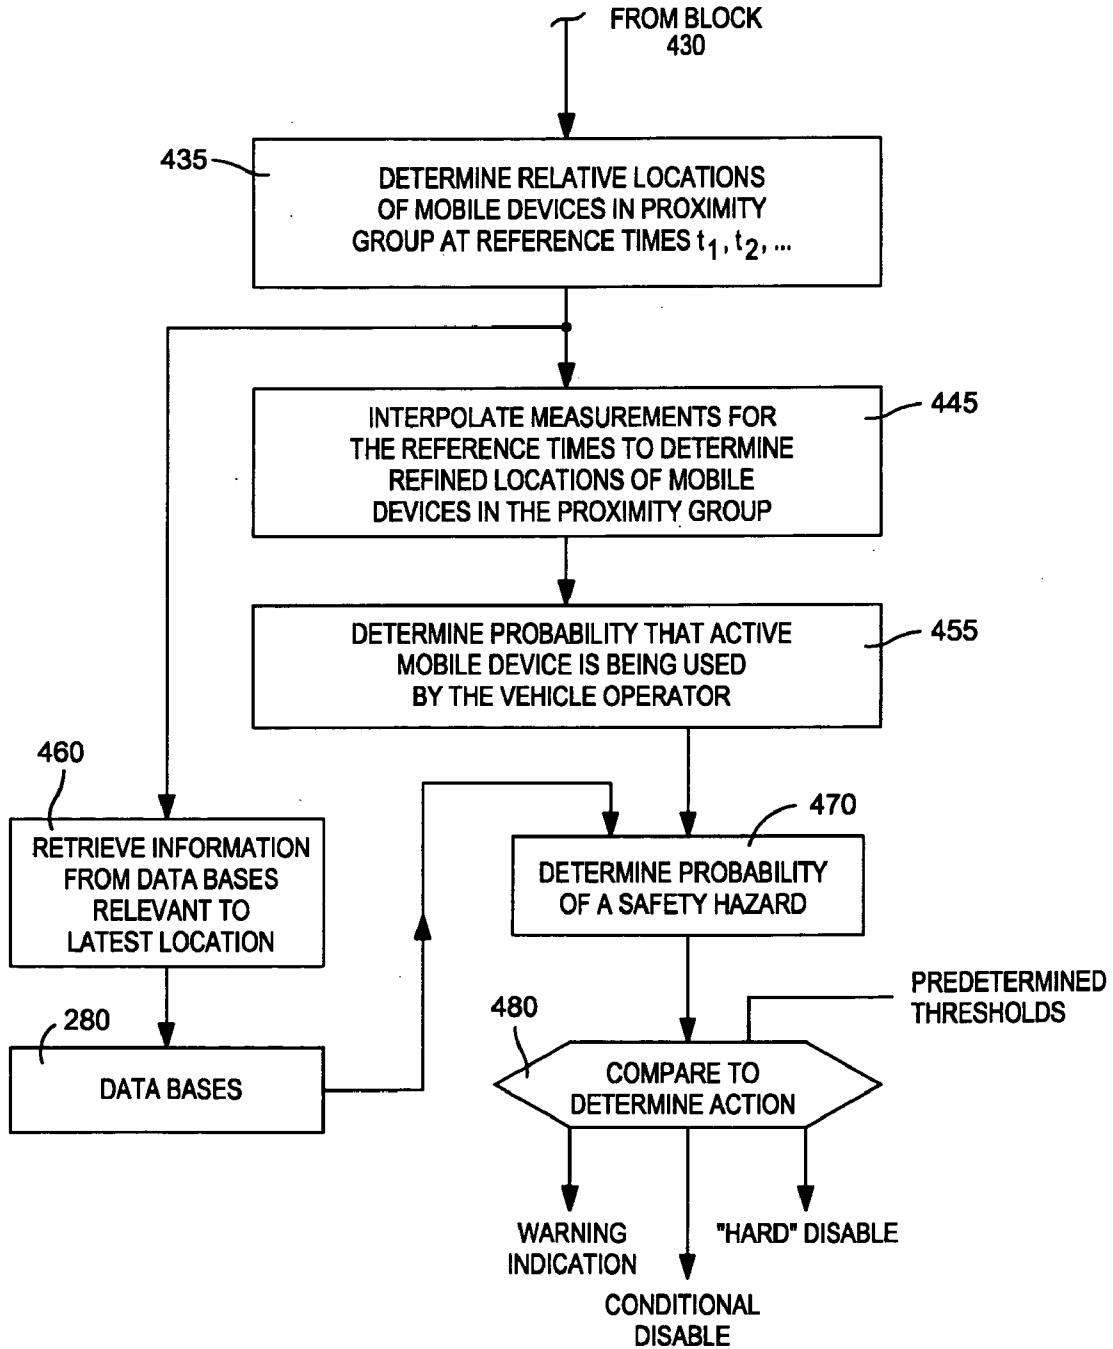 FROM BLOCK
430
435
DETERMINE RELATIVE LOCATIONS
OF MOBILE DEVICES IN PROXIMITY
GROUP AT REFERENCE TIMES t1, t2, ...
445
INTERPOLATE MEASUREMENTS FOR
THE REFERENCE TIMES TO DETERMINE
REFINED LOCATIONS OF MOBILE
DEVICES IN THE PROXIMITY GROUP
455
DETERMINE PROBABILITY THAT ACTIVE
MOBILE DEVICE IS BEING USED
BY THE VEHICLE OPERATOR
460
RETRIEVE INFORMATION
FROM DATA BASES
RELEVANT TO
LATEST LOCATION
470
DETERMINE PROBABILITY
OF A SAFETY HAZARD
280
DATA BASES
PREDETERMINED
THRESHOLDS
480
COMPARE TO
DETERMINE ACTION
WARNING
INDICATION
"HARD" DISABLE
CONDITIONAL
DISABLE